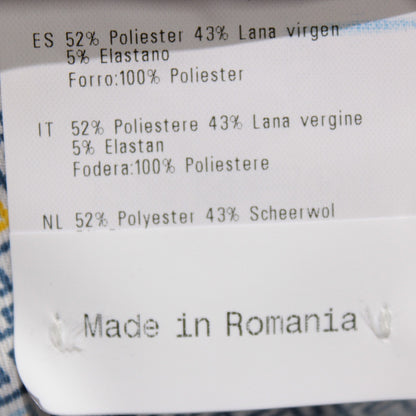 ES 52% Poliester 43% Lana virgen
5% Elastano
Forro:100% Poliester
IT 52% Poliestere 43% Lana vergine
5% Elastan
Fodera:100% Poliestere
NL 52% Polyester 43% Scheerwol
Made in Romania